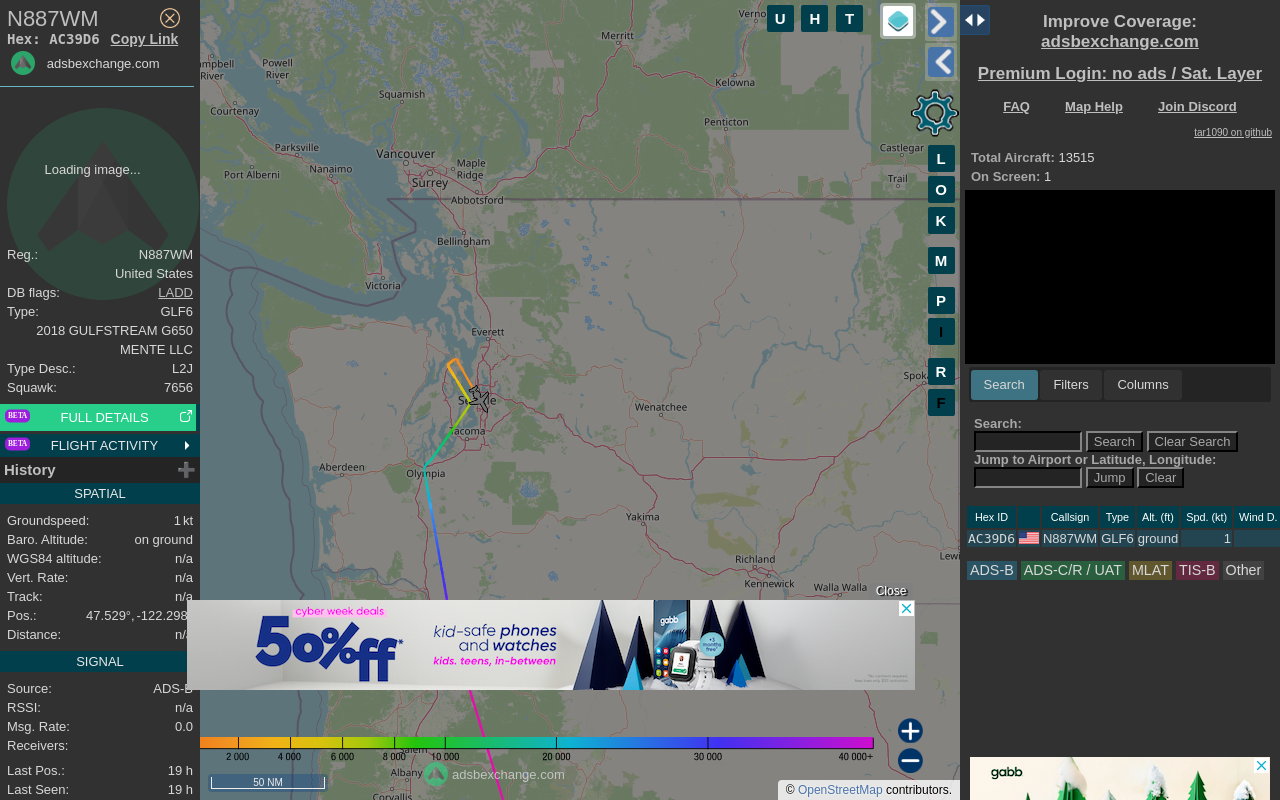 N887WM
Hex: AC39D6 Copy Link
adsbexchange.com
Loading image...
Reg.: N887WM
United States
DB flags: LADD
Type: GLF6
2018 GULFSTREAM G650
MENTE LLC
Type Desc.: L2J
Squawk: 7656
BETA FULL DETAILS
BETA FLIGHT ACTIVITY
History
SPATIAL
Groundspeed: 1 kt
Baro. Altitude: on ground
WGS84 altitude: n/a
Vert. Rate: n/a
Track: n/a
Pos.: 47.529°, -122.298
Distance: n/
SIGNAL
Source: ADS-B
RSSI: n/a
Msg. Rate: 0.0
Receivers:
Last Pos.: 19 h
Last Seen: 19 h
U H T
L
O
K
M
P
I
R
F
Merritt
Kelowna
Penticton
Castlegar
Trail
Powell
River
River
Squamish
Courtenay
Parksville
Nanaimo
Port Alberni
Vancouver
Maple
Ridge
Surrey
Abbotsford
Bellingham
Victoria
Everett
Tacoma
Olympia
Aberdeen
Wenatchee
Yakima
Richland
Kennewick
Walla Walla
Albany
Corvallis
Close
cyber week deals
50%ff*
kid-safe phones
and watches
kids. teens, in-between
gabb
2 000 4 000 6 000 8 000 10 000 20 000 30 000 40 000+
50 NM
adsbexchange.com
© OpenStreetMap contributors.
Improve Coverage:
adsbexchange.com
Premium Login: no ads / Sat. Layer
FAQ Map Help Join Discord
tar1090 on github
Total Aircraft: 13515
On Screen: 1
Search Filters Columns
Search:
Search Clear Search
Jump to Airport or Latitude, Longitude:
Jump Clear
Hex ID Callsign Type Alt. (ft) Spd. (kt) Wind D.
AC39D6 N887WM GLF6 ground 1
ADS-B ADS-C/R / UAT MLAT TIS-B Other
gabb